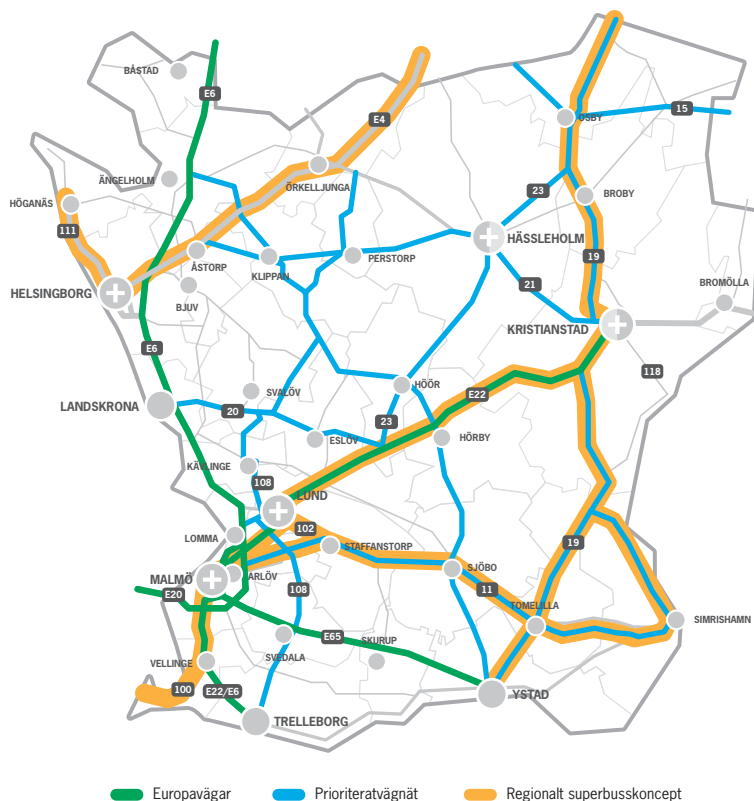 BÅSTAD
E6
E4
OSBY
15
ÄNGELHOLM
ÖRKELLJUNGA
23
BROBY
HÖGANÄS
111
HÄSSLEHOLM
ÅSTORP
KLIPPAN
PERSTORP
19
HELSINGBORG
BJUV
21
BROMÖLLA
KRISTIANSTAD
E6
118
SVALÖV
HÖÖR
E22
LANDSKRONA
20
23
ESLÖV
HÖRBY
KÄVLINGE
108
LUND
102
LOMMA
STAFFANSTORP
19
SJÖBO
MALMÖ
ARLÖV
E20
108
11
TOMELILLA
SIMRISHAMN
E65
SKURUP
SVEDALA
VELLINGE
100
E22/E6
YSTAD
TRELLEBORG
Europavägar
Prioriteratvägnät
Regionalt superbusskoncept